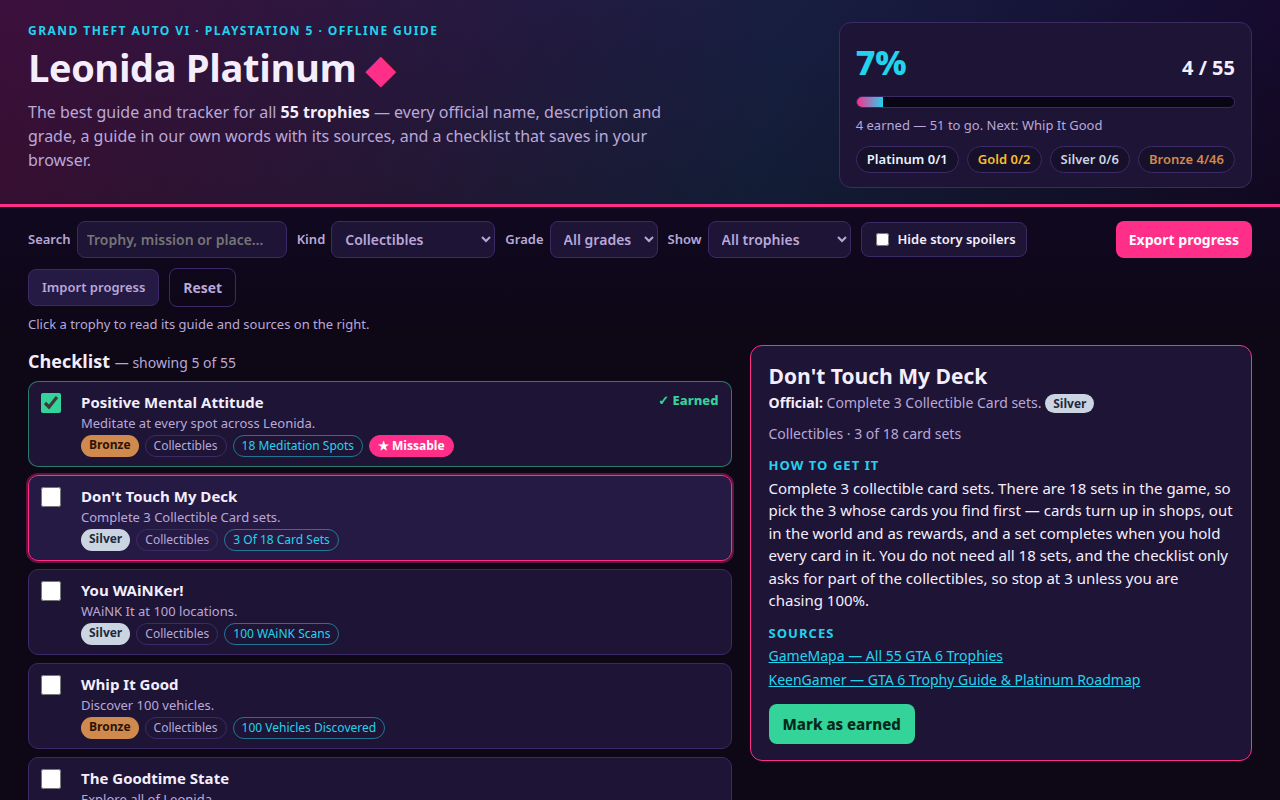 GRAND THEFT AUTO VI · PLAYSTATION 5 · OFFLINE GUIDE
Leonida Platinum
The best guide and tracker for all 55 trophies — every official name, description and
grade, a guide in our own words with its sources, and a checklist that saves in your
browser.
7%
4 / 55
4 earned — 51 to go. Next: Whip It Good
Platinum 0/1 Gold 0/2 Silver 0/6 Bronze 4/46
Search Trophy, mission or place... Kind Collectibles Grade All grades Show All trophies Hide story spoilers Export progress
Import progress Reset
Click a trophy to read its guide and sources on the right.
Checklist — showing 5 of 55
Positive Mental Attitude
✓ Earned
Meditate at every spot across Leonida.
Bronze Collectibles 18 Meditation Spots ★ Missable
Don't Touch My Deck
Complete 3 Collectible Card sets.
Silver Collectibles 3 Of 18 Card Sets
You WAiNKer!
WAiNK It at 100 locations.
Silver Collectibles 100 WAiNK Scans
Whip It Good
Discover 100 vehicles.
Bronze Collectibles 100 Vehicles Discovered
The Goodtime State
Explore all of Leonida.
Don't Touch My Deck
Official: Complete 3 Collectible Card sets. Silver
Collectibles · 3 of 18 card sets
HOW TO GET IT
Complete 3 collectible card sets. There are 18 sets in the game, so
pick the 3 whose cards you find first — cards turn up in shops, out
in the world and as rewards, and a set completes when you hold
every card in it. You do not need all 18 sets, and the checklist only
asks for part of the collectibles, so stop at 3 unless you are
chasing 100%.
SOURCES
GameMapa — All 55 GTA 6 Trophies
KeenGamer — GTA 6 Trophy Guide & Platinum Roadmap
Mark as earned